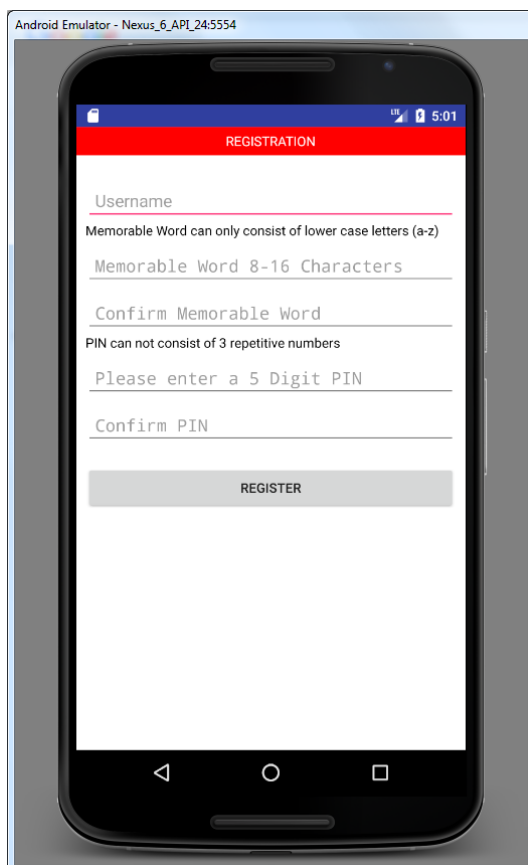 Android Emulator - Nexus_6_API_24:5554
LTE 5:01
REGISTRATION
Username
Memorable Word can only consist of lower case letters (a-z)
Memorable Word 8-16 Characters
Confirm Memorable Word
PIN can not consist of 3 repetitive numbers
Please enter a 5 Digit PIN
Confirm PIN
REGISTER